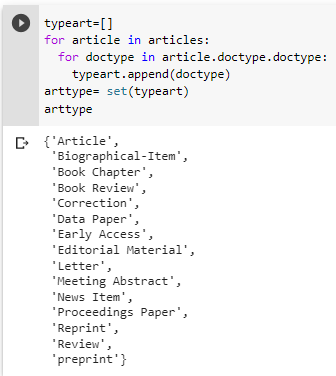 typeart=[]
for article in articles:
  for doctype in article.doctype.doctype:
    typeart.append(doctype)
arttype= set(typeart)
arttype
{'Article',
 'Biographical-Item',
 'Book Chapter',
 'Book Review',
 'Correction',
 'Data Paper',
 'Early Access',
 'Editorial Material',
 'Letter',
 'Meeting Abstract',
 'News Item',
 'Proceedings Paper',
 'Reprint',
 'Review',
 'preprint'}